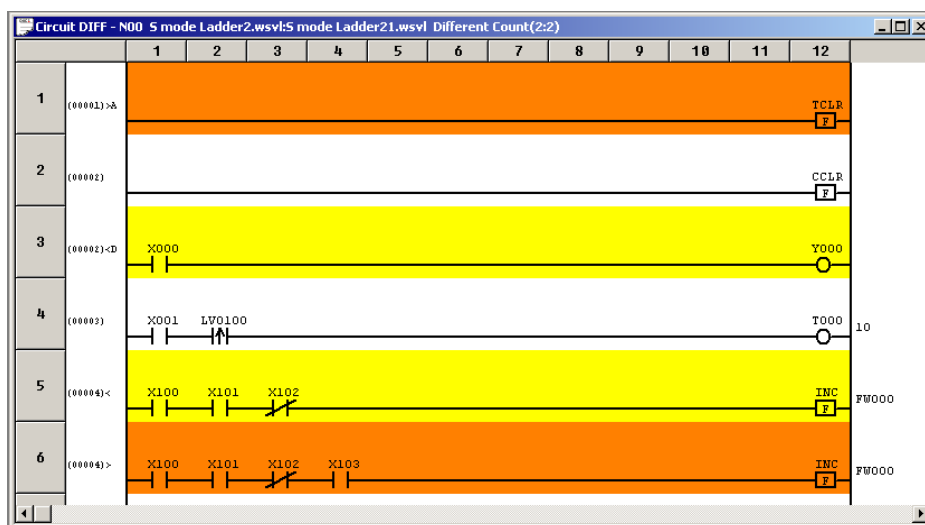 Circuit DIFF - N00 S mode Ladder2.wsvl:S mode Ladder21.wsvl Different Count(2:2)
1 2 3 4 5 6 7 8 9 10 11 12
1 (00001)>A TCLR
F
2 (00002) CCLR
F
3 (00002)<D X000 Y000
4 (00003) X001 LV0100 T000 10
5 (00004)< X100 X101 X102 INC FW000
F
6 (00004)> X100 X101 X102 X103 INC FW000
F